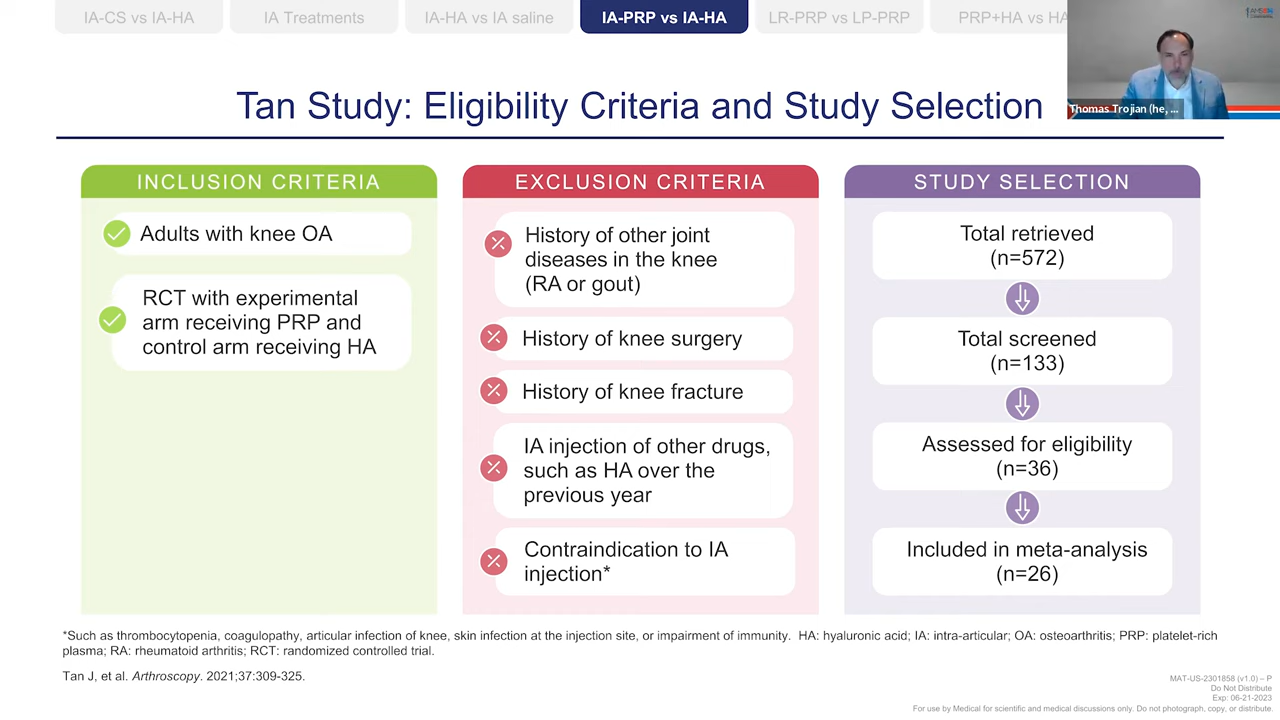 IA-CS vs IA-HA
IA Treatments
IA-HA vs IA saline
IA-PRP vs IA-HA
LR-PRP vs LP-PRP
PRP+HA vs HA
Thomas Trojian (he, ...
Tan Study: Eligibility Criteria and Study Selection
INCLUSION CRITERIA
Adults with knee OA
RCT with experimental
arm receiving PRP and
control arm receiving HA
EXCLUSION CRITERIA
History of other joint
diseases in the knee
(RA or gout)
History of knee surgery
History of knee fracture
IA injection of other drugs,
such as HA over the
previous year
Contraindication to IA
injection*
STUDY SELECTION
Total retrieved
(n=572)
Total screened
(n=133)
Assessed for eligibility
(n=36)
Included in meta-analysis
(n=26)
*Such as thrombocytopenia, coagulopathy, articular infection of knee, skin infection at the injection site, or impairment of immunity. HA: hyaluronic acid; IA: intra-articular; OA: osteoarthritis; PRP: platelet-rich
plasma; RA: rheumatoid arthritis; RCT: randomized controlled trial.
Tan J, et al. Arthroscopy. 2021;37:309-325.
MAT-US-2301858 (v1.0) – P
Do Not Distribute
Exp: 06-21-2023
For use by Medical for scientific and medical discussions only. Do not photograph, copy, or distribute.